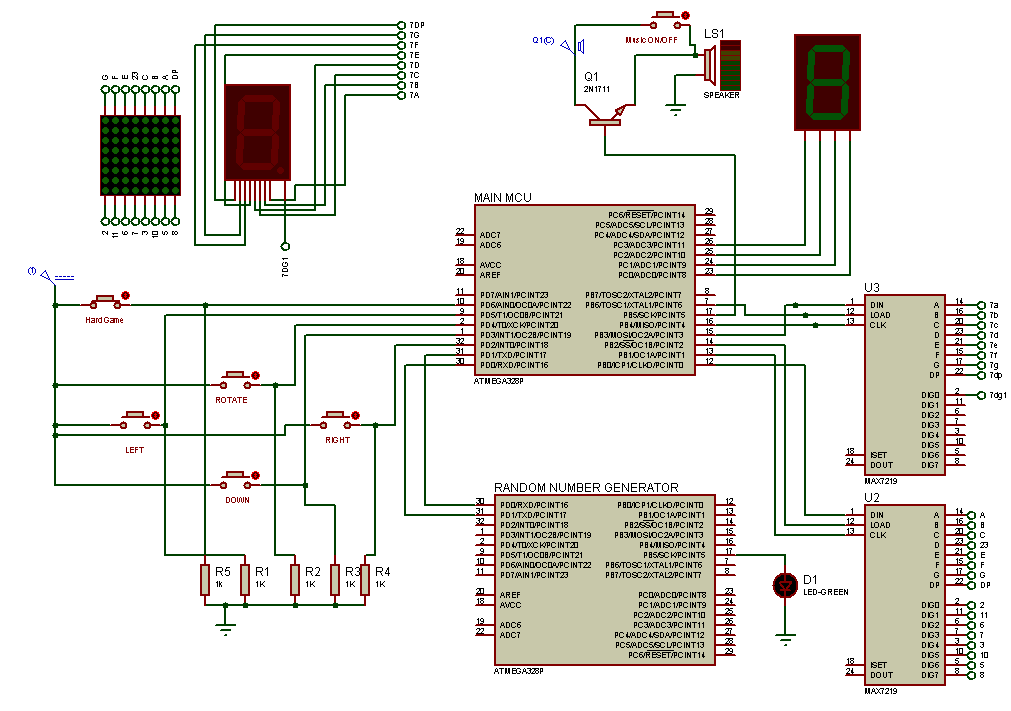 7DP
7G
7F
7E
7D
7C
7B
7A
G
F
E
23
C
B
A
DP
2
11
6
7
3
10
5
8
7DG1
Q1(C)
Music ON/OFF
LS1
SPEAKER
Q1
2N1711
MAIN MCU
22 ADC7
19 ADC6
18 AVCC
20 AREF
11 PD7/AIN1/PCINT23
10 PD6/AIN0/OC0A/PCINT22
9 PD5/T1/OC0B/PCINT21
2 PD4/T0/XCK/PCINT20
1 PD3/INT1/OC2B/PCINT19
32 PD2/INT0/PCINT18
31 PD1/TXD/PCINT17
30 PD0/RXD/PCINT16
PC6/RESET/PCINT14 29
PC5/ADC5/SCL/PCINT13 28
PC4/ADC4/SDA/PCINT12 27
PC3/ADC3/PCINT11 26
PC2/ADC2/PCINT10 25
PC1/ADC1/PCINT9 24
PC0/ADC0/PCINT8 23
PB7/TOSC2/XTAL2/PCINT7 8
PB6/TOSC1/XTAL1/PCINT6 7
PB5/SCK/PCINT5 17
PB4/MISO/PCINT4 16
PB3/MOSI/OC2A/PCINT3 15
PB2/SS/OC1B/PCINT2 14
PB1/OC1A/PCINT1 13
PB0/ICP1/CLKO/PCINT0 12
ATMEGA328P
HardGame
ROTATE
LEFT
RIGHT
DOWN
R5
1k
R1
1K
R2
1K
R3
1K
R4
1K
RANDOM NUMBER GENERATOR
30 PD0/RXD/PCINT16
31 PD1/TXD/PCINT17
32 PD2/INT0/PCINT18
1 PD3/INT1/OC2B/PCINT19
2 PD4/T0/XCK/PCINT20
9 PD5/T1/OC0B/PCINT21
10 PD6/AIN0/OC0A/PCINT22
11 PD7/AIN1/PCINT23
20 AREF
18 AVCC
19 ADC6
22 ADC7
PB0/ICP1/CLKO/PCINT0 12
PB1/OC1A/PCINT1 13
PB2/SS/OC1B/PCINT2 14
PB3/MOSI/OC2A/PCINT3 15
PB4/MISO/PCINT4 16
PB5/SCK/PCINT5 17
PB6/TOSC1/XTAL1/PCINT6 7
PB7/TOSC2/XTAL2/PCINT7 8
PC0/ADC0/PCINT8 23
PC1/ADC1/PCINT9 24
PC2/ADC2/PCINT10 25
PC3/ADC3/PCINT11 26
PC4/ADC4/SDA/PCINT12 27
PC5/ADC5/SCL/PCINT13 28
PC6/RESET/PCINT14 29
ATMEGA328P
D1
LED-GREEN
U3
1 DIN
12 LOAD
13 CLK
18 ISET
24 DOUT
A 14 7a
B 16 7b
C 20 7c
D 23 7d
E 21 7e
F 15 7f
G 17 7g
DP 22 7dp
DIG0 2 7dg1
DIG1 11
DIG2 6
DIG3 7
DIG4 3
DIG5 10
DIG6 5
DIG7 8
MAX7219
U2
1 DIN
12 LOAD
13 CLK
18 ISET
24 DOUT
A 14 A
B 16 B
C 20 C
D 23 23
E 21 E
F 15 F
G 17 G
DP 22 DP
DIG0 2 2
DIG1 11 11
DIG2 6 6
DIG3 7 7
DIG4 3 3
DIG5 10 10
DIG6 5 5
DIG7 8 8
MAX7219